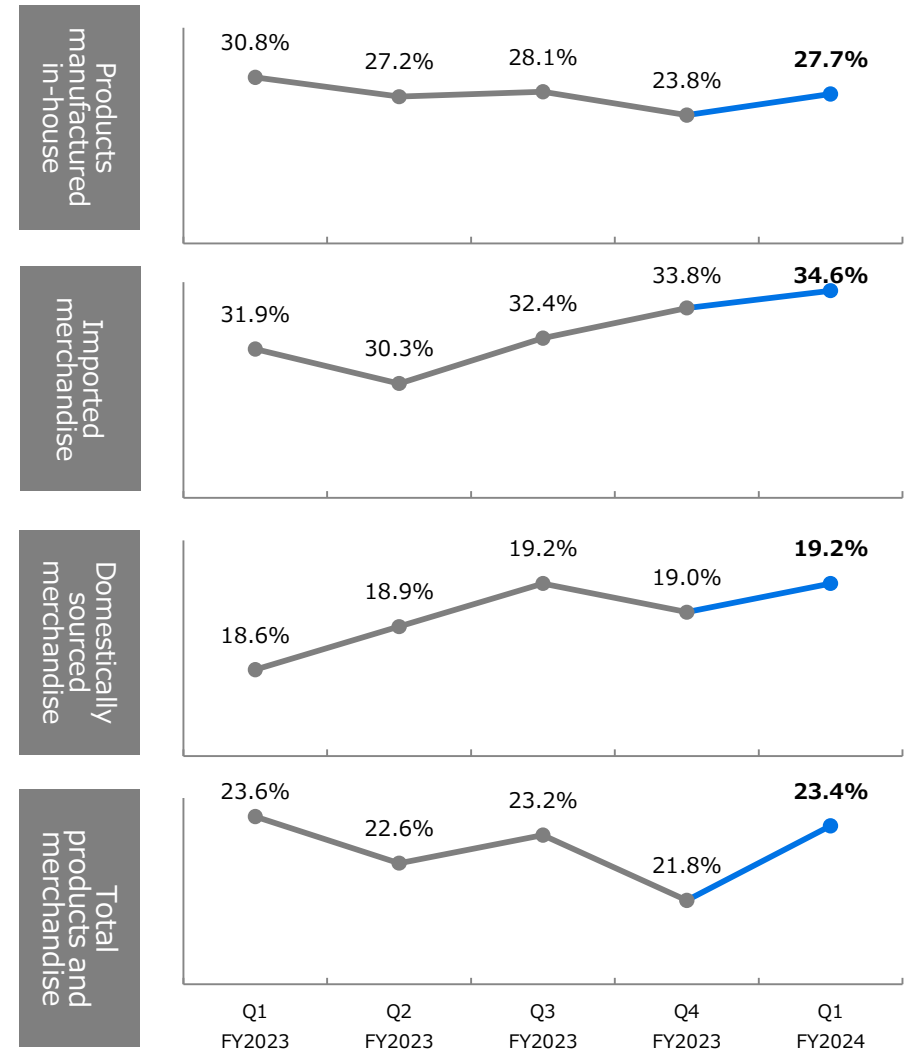 Products
manufactured
in-house
30.8%
27.2%
28.1%
23.8%
27.7%
Imported
merchandise
31.9%
30.3%
32.4%
33.8%
34.6%
Domestically
sourced
merchandise
18.6%
18.9%
19.2%
19.0%
19.2%
Total
products and
merchandise
23.6%
22.6%
23.2%
21.8%
23.4%
Q1 Q2 Q3 Q4 Q1
FY2023 FY2023 FY2023 FY2023 FY2024